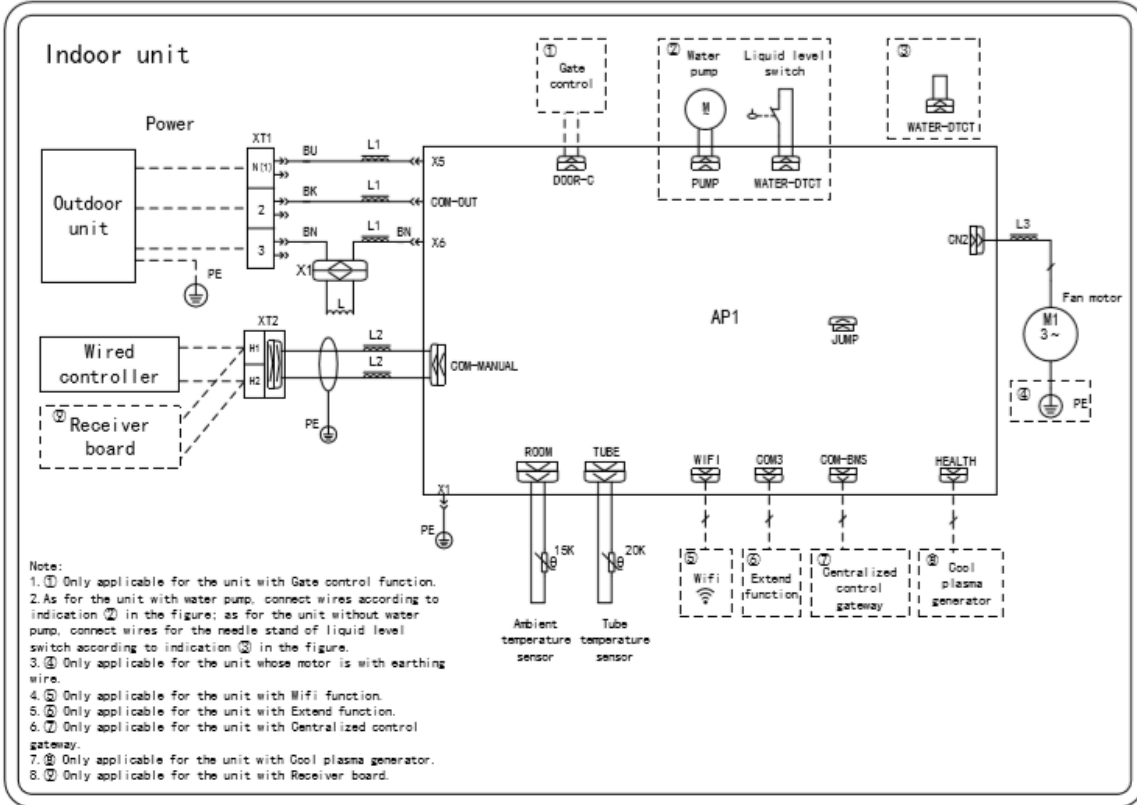 Indoor unit
Power
Outdoor
unit
XT1
N(1)
2
3
BU
L1
X5
BK
L1
COM-OUT
BN
L1
BN
X6
X1
L
PE
① Gate
control
DOOR-C
② Water
pump
M
PUMP
Liquid level
switch
WATER-DTCT
③
WATER-DTCT
CN2
L3
Fan motor
M1
3~
④
PE
AP1
JUMP
Wired
controller
XT2
H1
H2
L2
L2
COM-MANUAL
PE
⑨ Receiver
board
X1
PE
ROOM
TUBE
15K
θ
20K
θ
Ambient
temperature
sensor
Tube
temperature
sensor
WIFI
COM3
COM-BMS
HEALTH
⑤
Wifi
⑥
Extend
function
⑦
Centralized
control
gateway
⑧
Cool
plasma
generator
Note:
1. ① Only applicable for the unit with Gate control function.
2. As for the unit with water pump, connect wires according to
indication ② in the figure; as for the unit without water
pump, connect wires for the needle stand of liquid level
switch according to indication ③ in the figure.
3. ④ Only applicable for the unit whose motor is with earthing
wire.
4. ⑤ Only applicable for the unit with Wifi function.
5. ⑥ Only applicable for the unit with Extend function.
6. ⑦ Only applicable for the unit with Centralized control
gateway.
7. ⑧ Only applicable for the unit with Cool plasma generator.
8. ⑨ Only applicable for the unit with Receiver board.